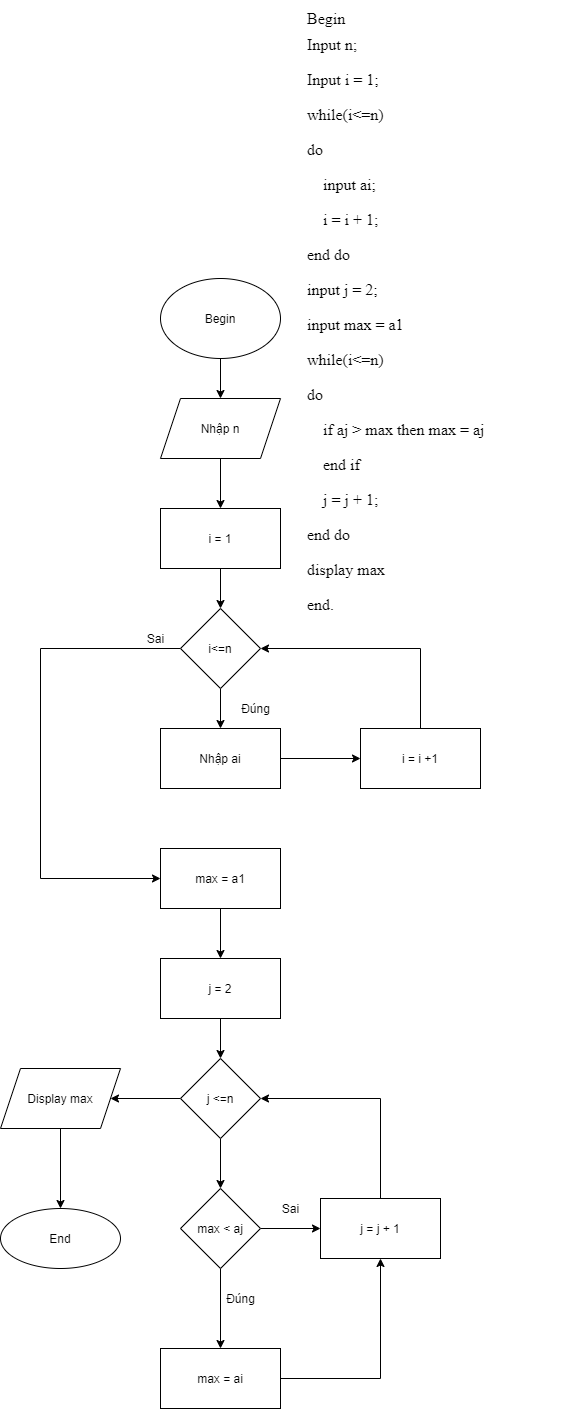 Begin
Input n;
Input i = 1;
while(i<=n)
do
input ai;
i = i + 1;
end do
input j = 2;
input max = a1
while(i<=n)
do
if aj > max then max = aj
end if
j = j + 1;
end do
display max
end.
Begin
Nhập n
i = 1
i<=n
Sai
Đúng
Nhập ai
i = i +1
max = a1
j = 2
j <=n
Display max
End
max < aj
Sai
j = j + 1
Đúng
max = ai